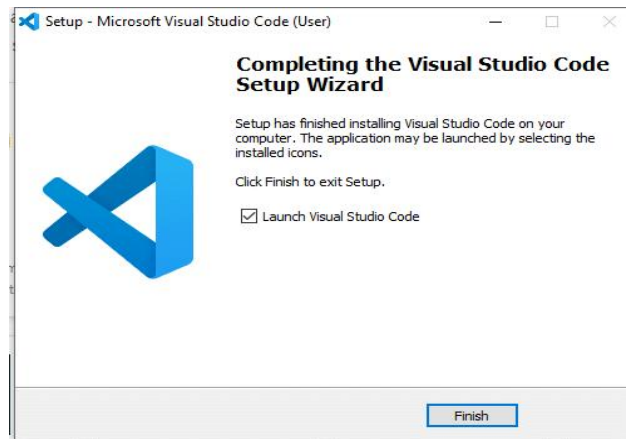 Setup - Microsoft Visual Studio Code (User)
Completing the Visual Studio Code
Setup Wizard
Setup has finished installing Visual Studio Code on your
computer. The application may be launched by selecting the
installed icons.
Click Finish to exit Setup.
Launch Visual Studio Code
Finish